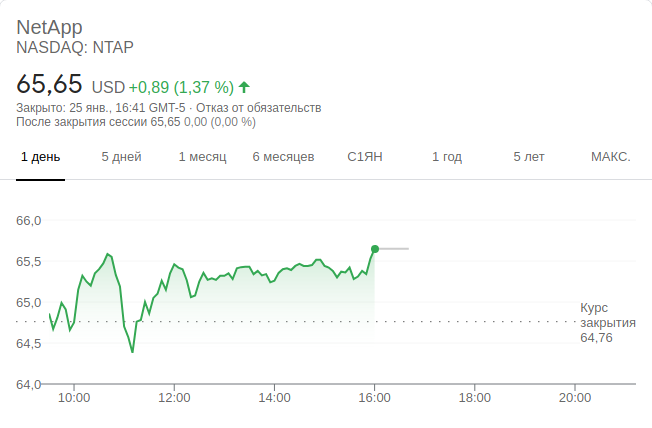 NetApp
NASDAQ: NTAP
65,65 USD +0,89 (1,37 %)
Закрыто: 25 янв., 16:41 GMT-5 · Отказ от обязательств
После закрытия сессии 65,65 0,00 (0,00 %)
1 день 5 дней 1 месяц 6 месяцев С1ЯН 1 год 5 лет МАКС.
66,0
65,5
65,0
Курс
закрытия
64,76
64,5
64,0
10:00 12:00 14:00 16:00 18:00 20:00